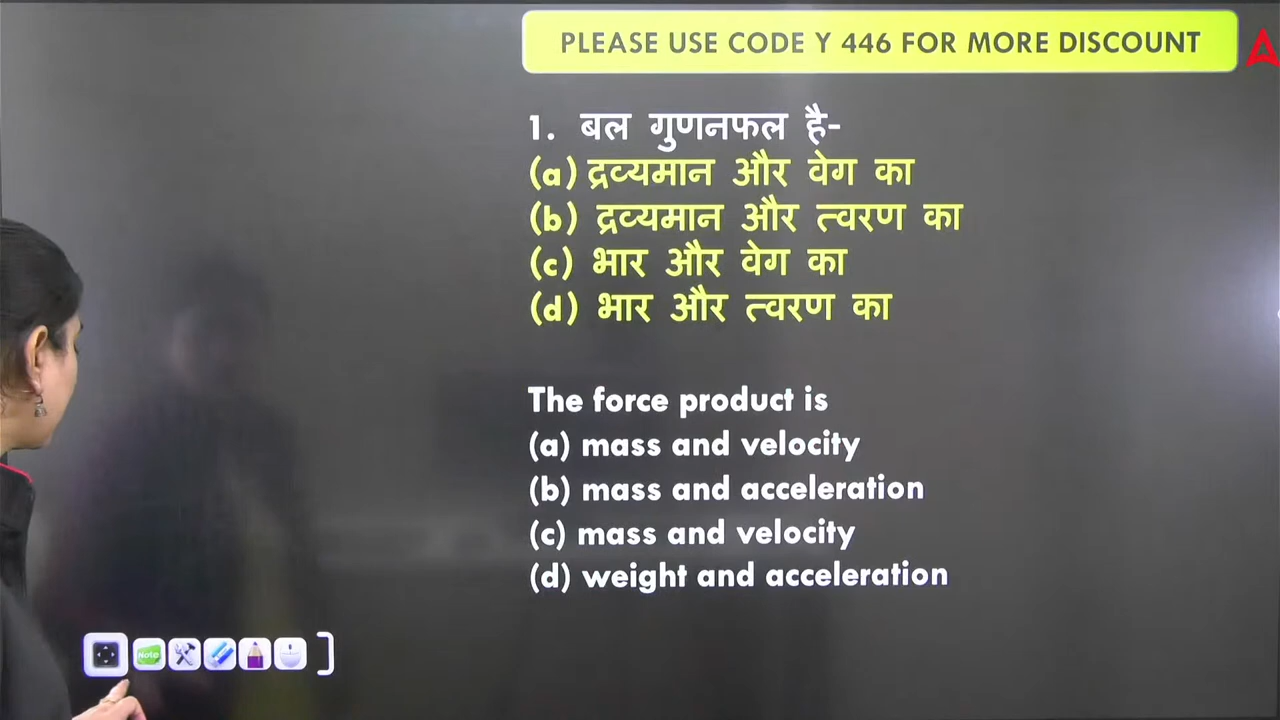 PLEASE USE CODE Y 446 FOR MORE DISCOUNT
1. बल गुणनफल है-
(a) द्रव्यमान और वेग का
(b) द्रव्यमान और त्वरण का
(c) भार और वेग का
(d) भार और त्वरण का
The force product is
(a) mass and velocity
(b) mass and acceleration
(c) mass and velocity
(d) weight and acceleration
Note